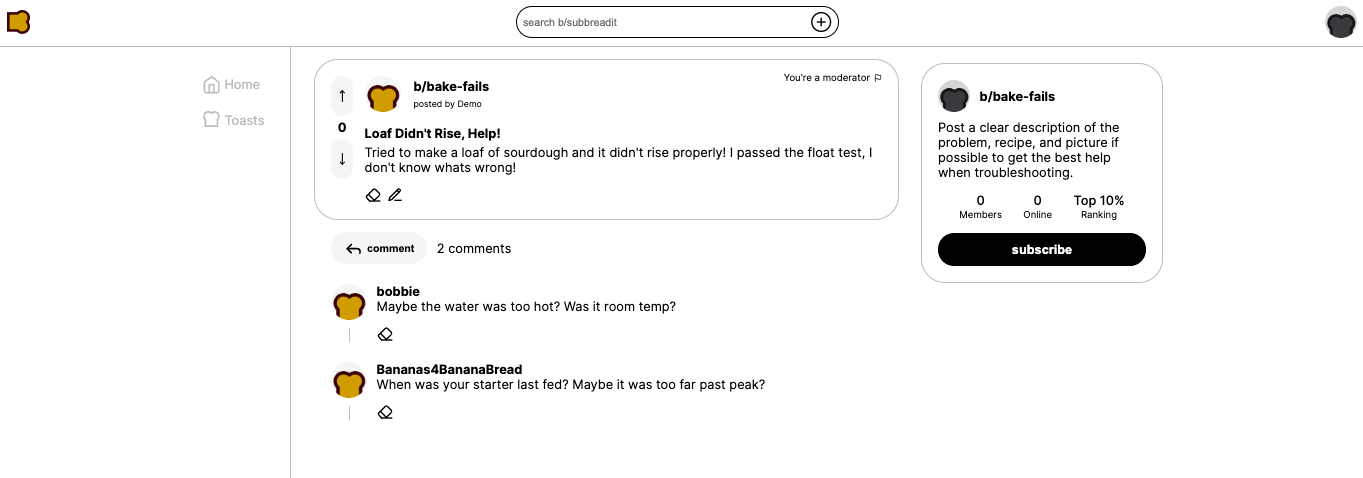 search b/subbreadit
Home
Toasts
You're a moderator
b/bake-fails
posted by Demo
0
Loaf Didn't Rise, Help!
Tried to make a loaf of sourdough and it didn't rise properly! I passed the float test, I
don't know whats wrong!
comment
2 comments
bobbie
Maybe the water was too hot? Was it room temp?
Bananas4BananaBread
When was your starter last fed? Maybe it was too far past peak?
b/bake-fails
Post a clear description of the
problem, recipe, and picture if
possible to get the best help
when troubleshooting.
0 0 Top 10%
Members Online Ranking
subscribe